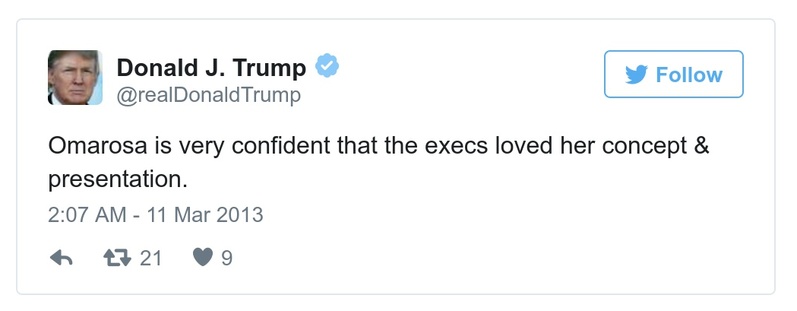 Donald J. Trump
@realDonaldTrump
Follow
Omarosa is very confident that the execs loved her concept &
presentation.
2:07 AM - 11 Mar 2013
21 9